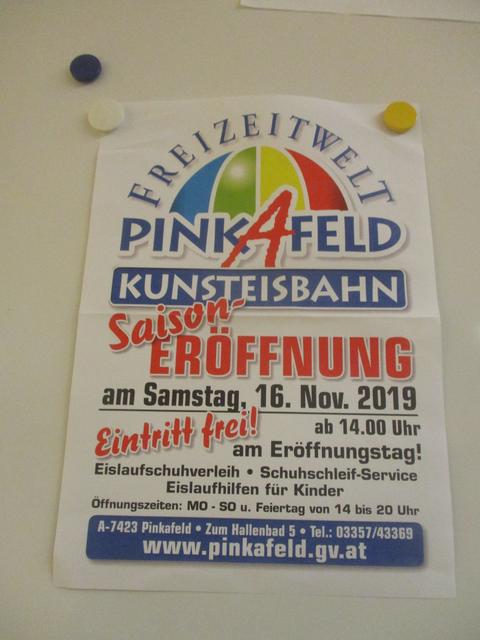 FREIZEITWELT
PINKAFELD
KUNSTEISBAHN
Saison-
ERÖFFNUNG
am Samstag, 16. Nov. 2019
Eintritt frei!
ab 14.00 Uhr
am Eröffnungstag!
Eislaufschuhverleih • Schuhschleif-Service
Eislaufhilfen für Kinder
Öffnungszeiten: MO - SO u. Feiertag von 14 bis 20 Uhr
A-7423 Pinkafeld • Zum Hallenbad 5 • Tel.: 03357/43369
www.pinkafeld.gv.at